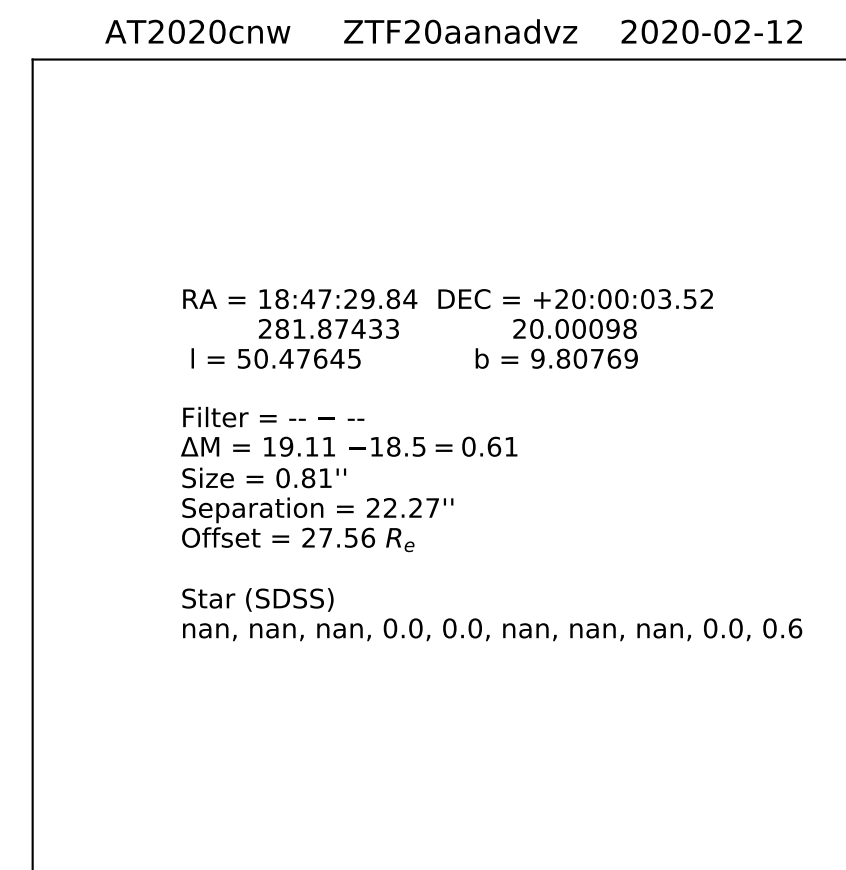 AT2020cnw ZTF20aanadvz 2020-02-12
RA = 18:47:29.84 DEC = +20:00:03.52
281.87433 20.00098
l = 50.47645 b = 9.80769
Filter = -- − --
ΔM = 19.11 −18.5 = 0.61
Size = 0.81''
Separation = 22.27''
Offset = 27.56 Rₑ
Star (SDSS)
nan, nan, nan, 0.0, 0.0, nan, nan, nan, 0.0, 0.6